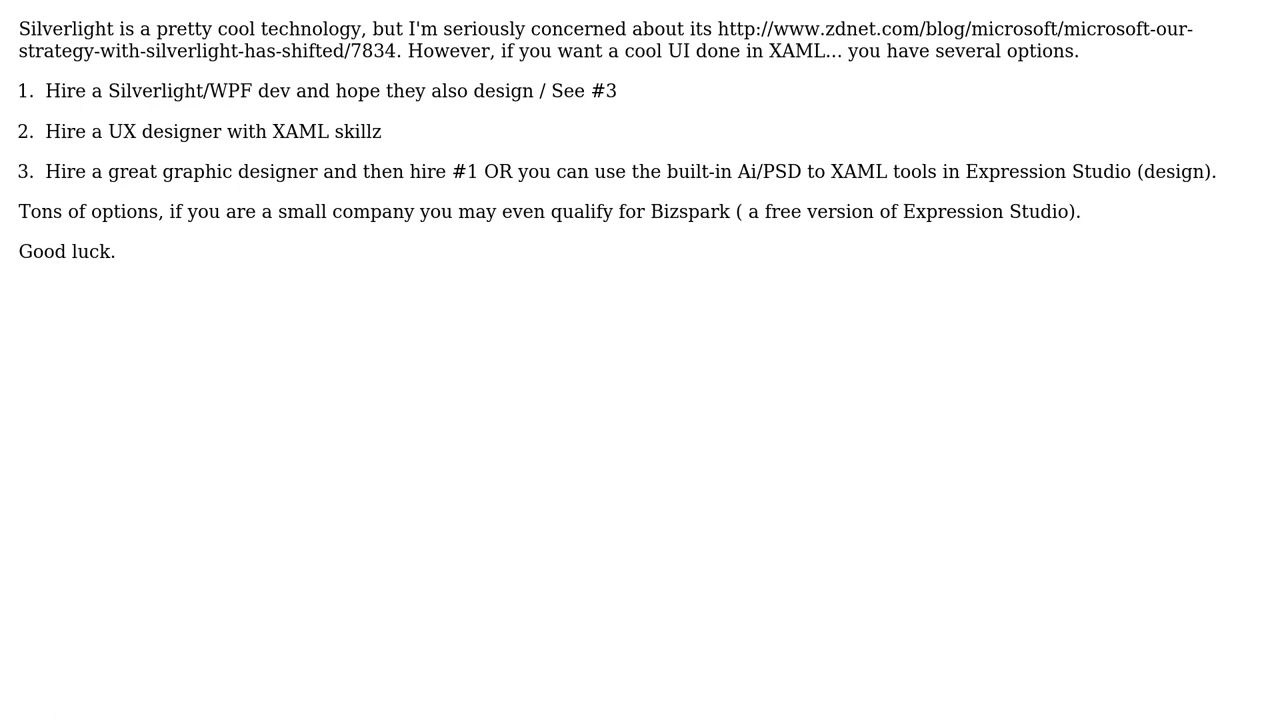 Silverlight is a pretty cool technology, but I'm seriously concerned about its http://www.zdnet.com/blog/microsoft/microsoft-our-
strategy-with-silverlight-has-shifted/7834. However, if you want a cool UI done in XAML... you have several options.
1. Hire a Silverlight/WPF dev and hope they also design / See #3
2. Hire a UX designer with XAML skillz
3. Hire a great graphic designer and then hire #1 OR you can use the built-in Ai/PSD to XAML tools in Expression Studio (design).
Tons of options, if you are a small company you may even qualify for Bizspark ( a free version of Expression Studio).
Good luck.